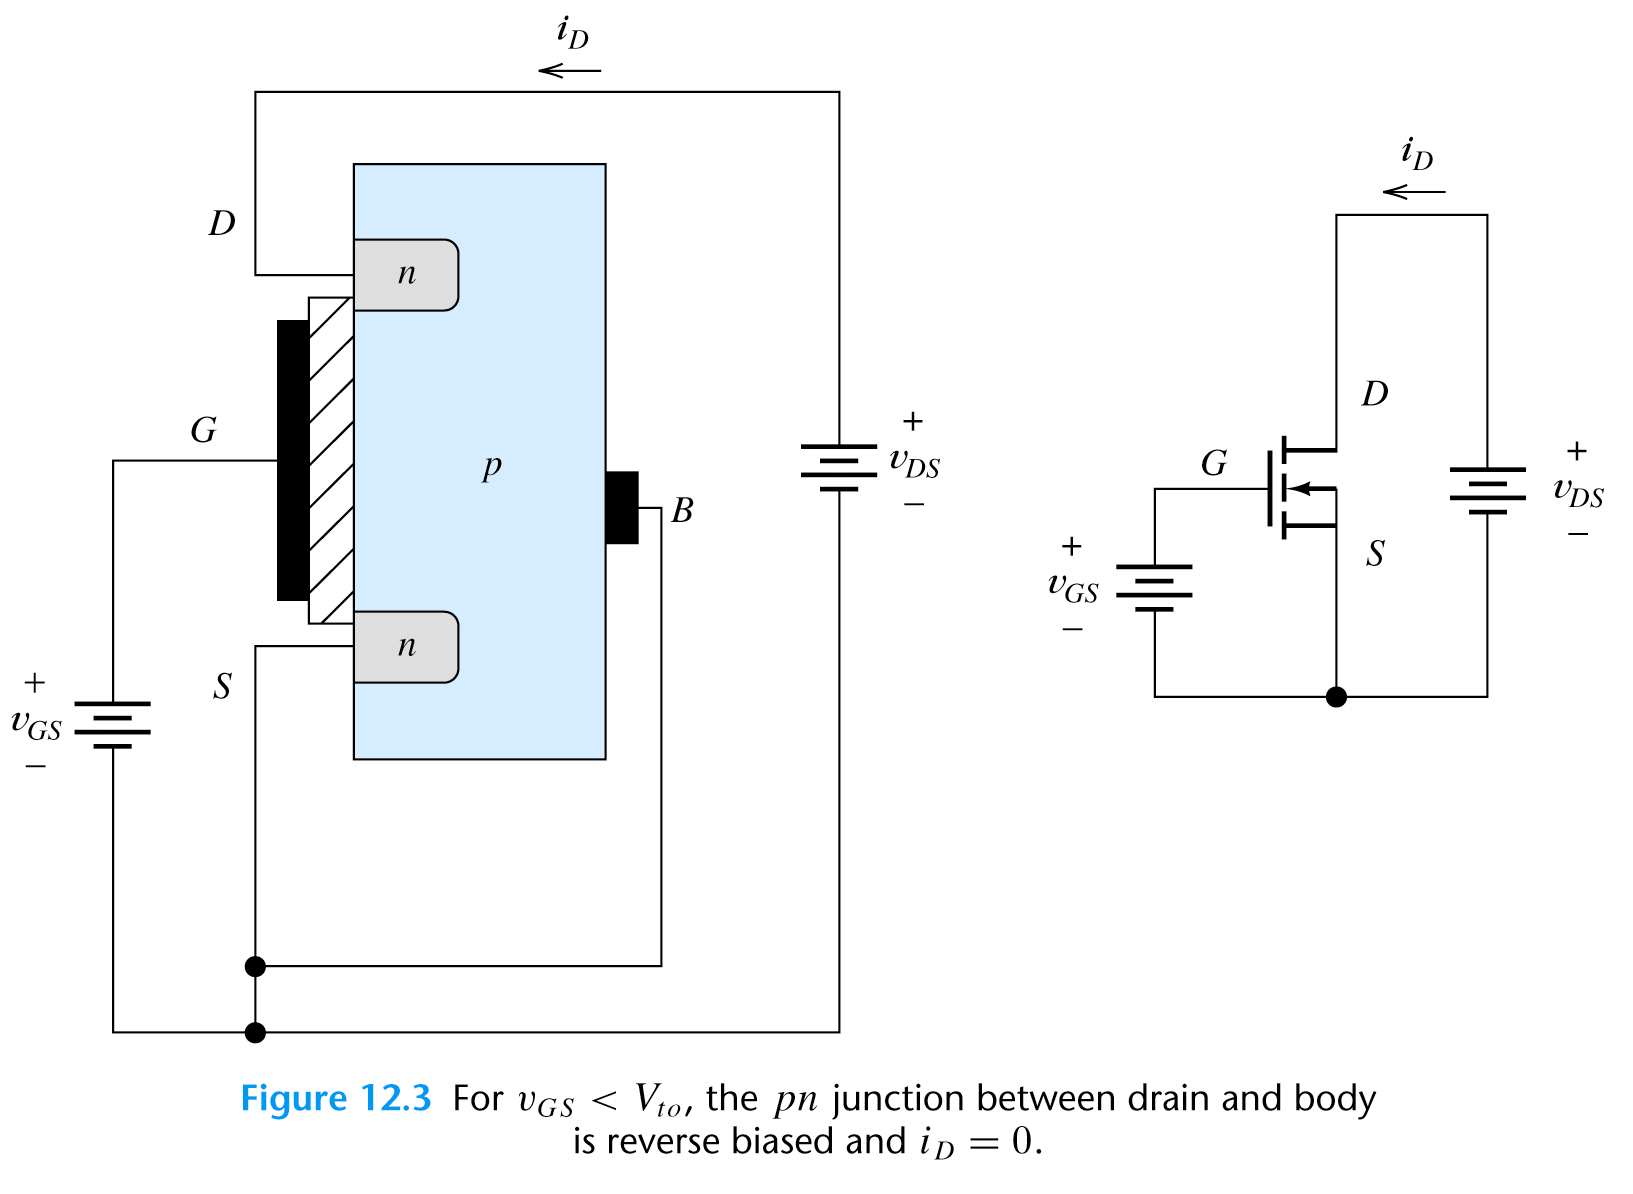 i_D
D
n
G
p
B
+
v_DS
−
n
S
+
v_GS
−
i_D
D
G
S
+
v_GS
−
+
v_DS
−
Figure 12.3 For v_GS < V_to, the pn junction between drain and body
is reverse biased and i_D = 0.